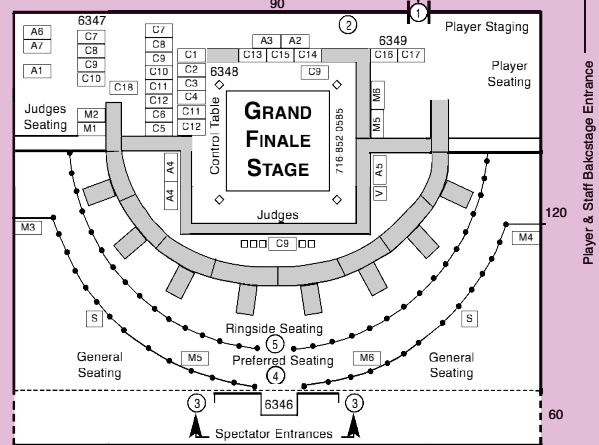 90
1
2
Player Staging
6347
A6
A7
A1
C7
C8
C9
C10
C18
C7
C8
C9
C10
C11
C12
C6
C5
C1
C2
C3
C4
C11
C12
A3 A2
C13 C15 C14
6348
C9
6349
C16 C17
Player
Seating
Judges
Seating
M2
M1
Control Table
GRAND
FINALE
STAGE
716 852 0585
M6
M5
A4
A4
A5
V
Judges
C9
Player & Staff Bakcstage Entrance
120
M3
M4
S
S
Ringside Seating
5
Preferred Seating
4
General
Seating
M5
M6
General
Seating
3
6346
3
Spectator Entrances
60